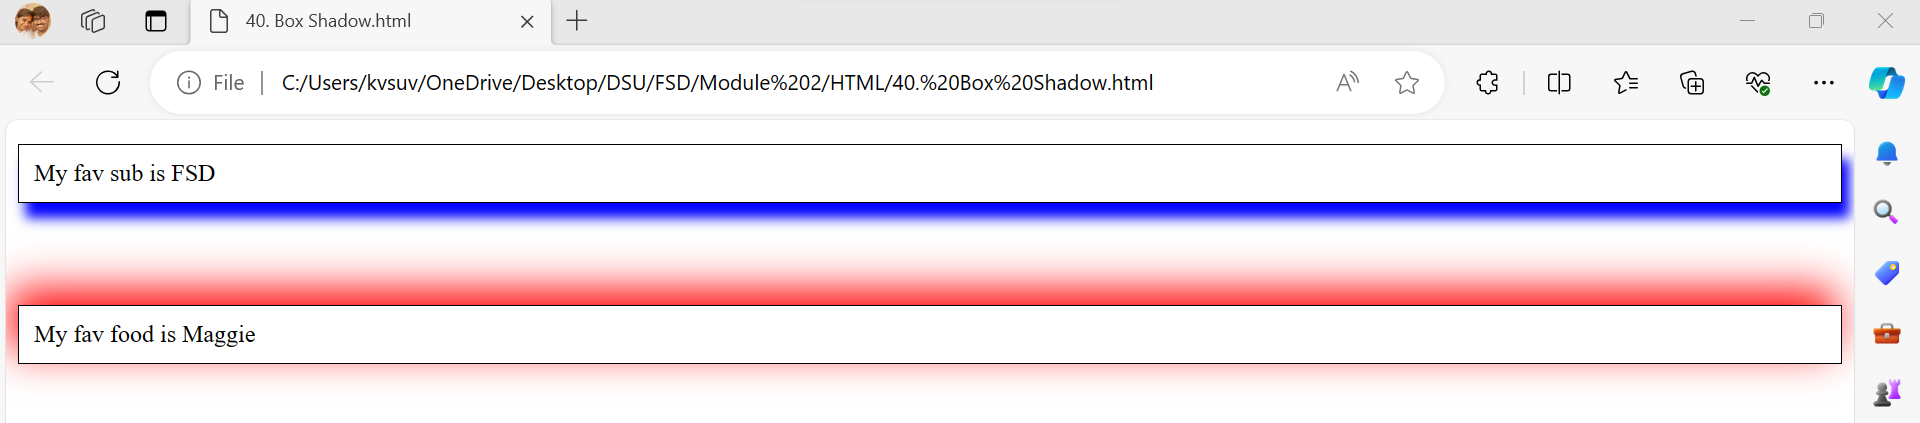 40. Box Shadow.html
File C:/Users/kvsuv/OneDrive/Desktop/DSU/FSD/Module%202/HTML/40.%20Box%20Shadow.html
My fav sub is FSD
My fav food is Maggie